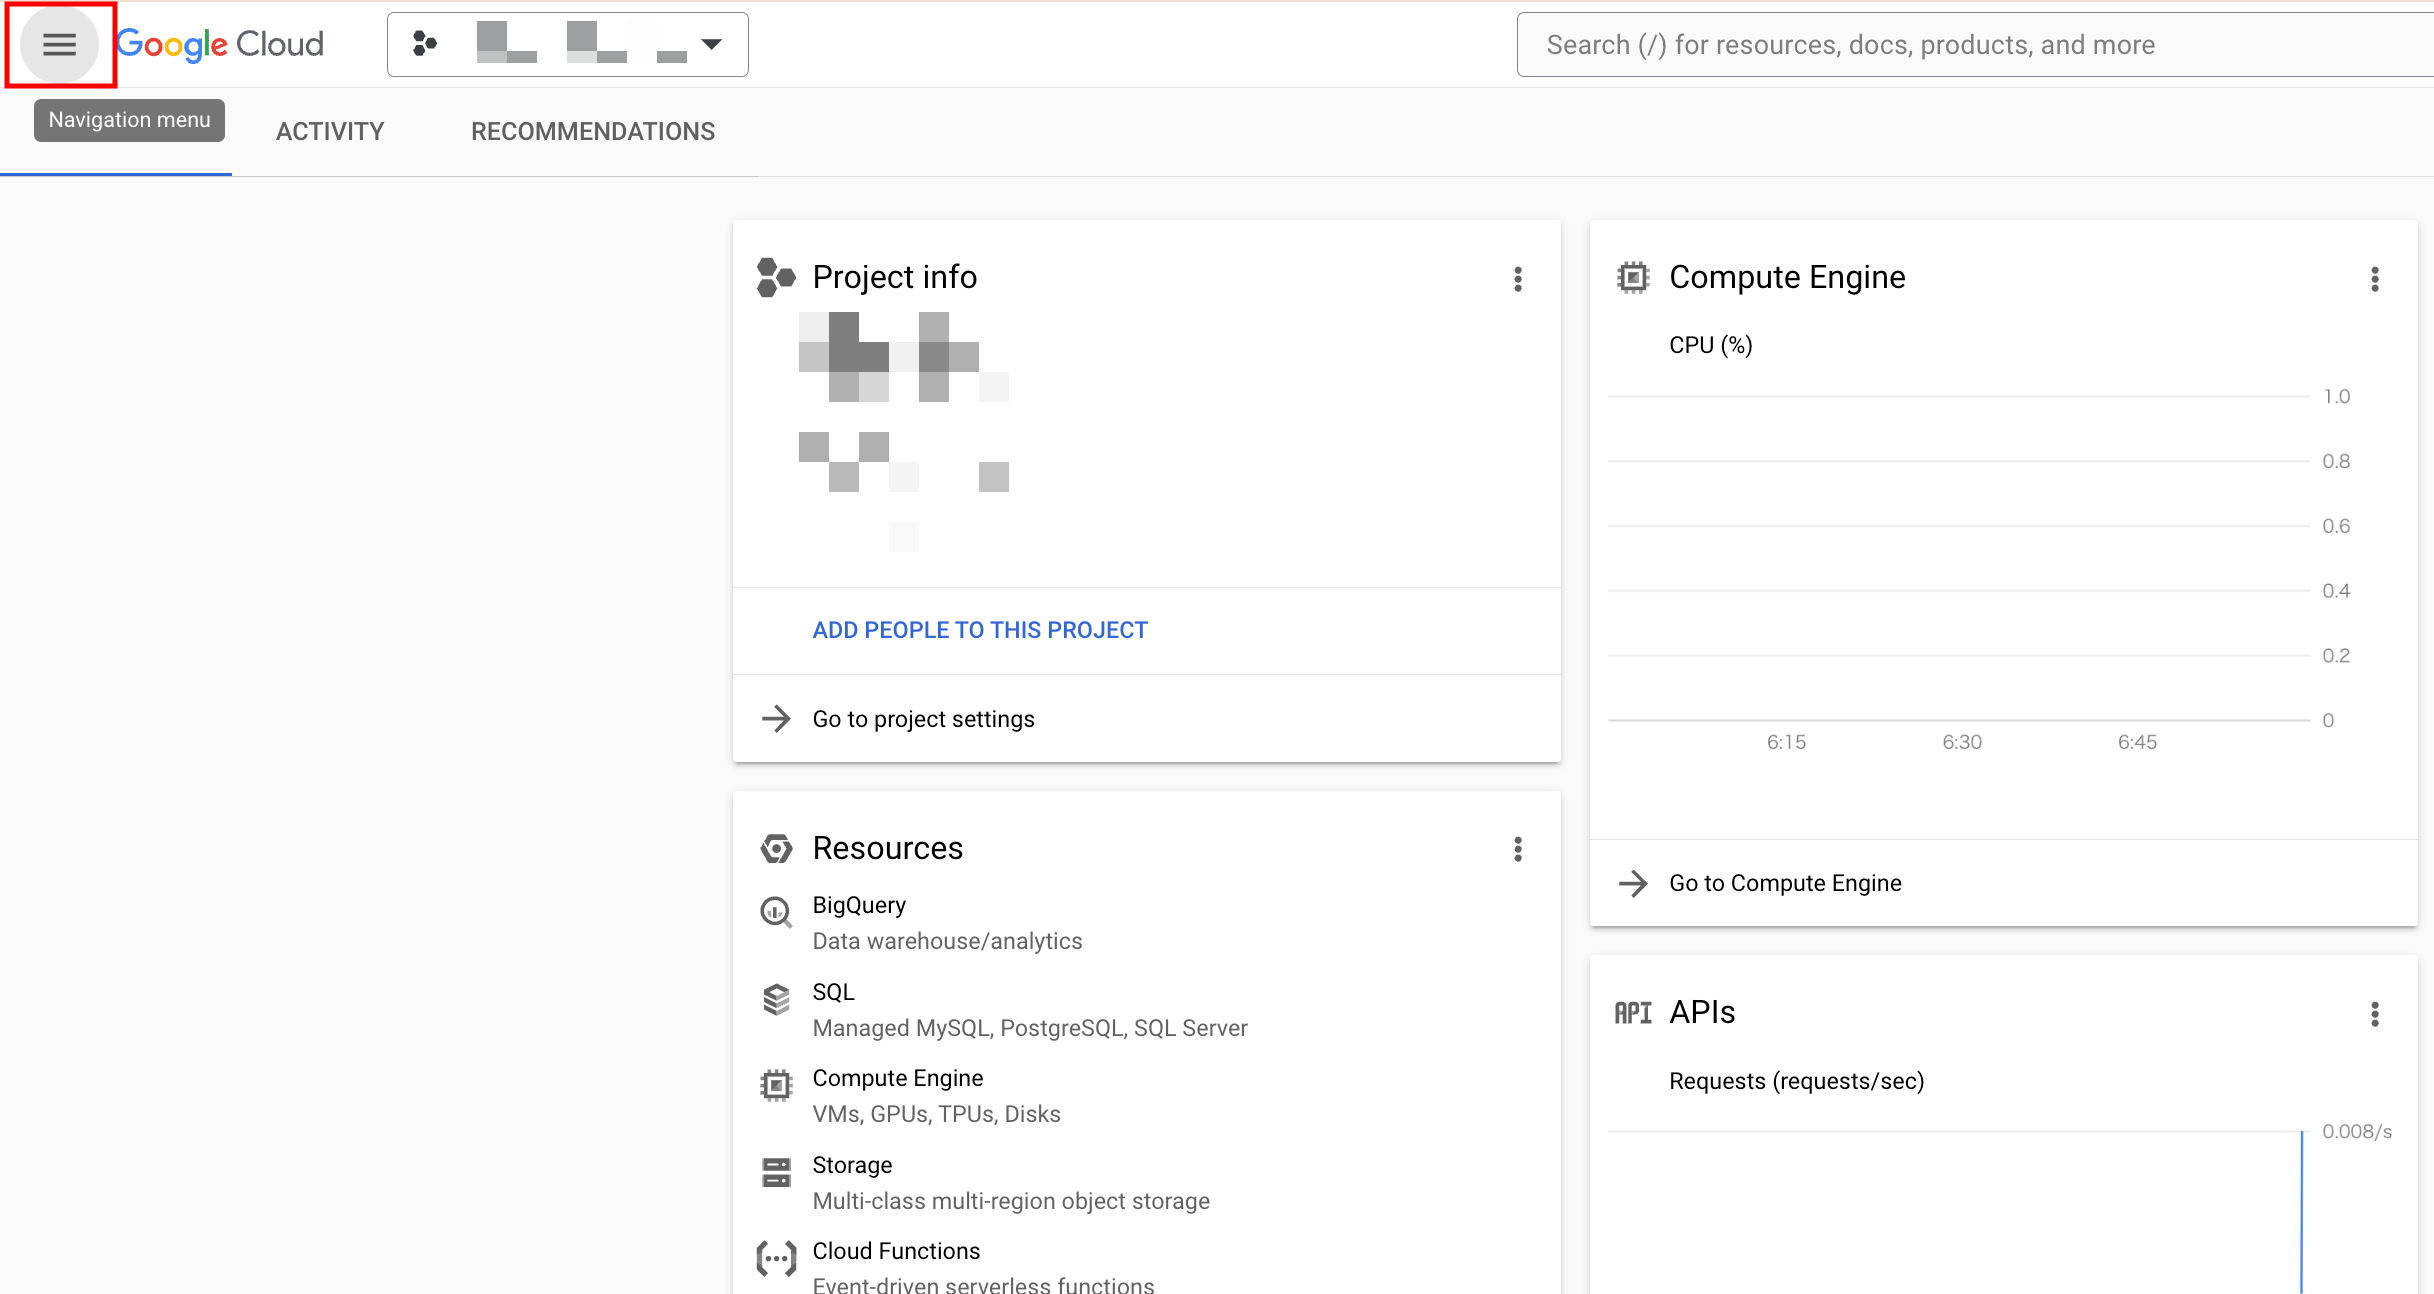 Google Cloud
Search (/) for resources, docs, products, and more
Navigation menu
ACTIVITY
RECOMMENDATIONS
Project info
ADD PEOPLE TO THIS PROJECT
Go to project settings
Resources
BigQuery
Data warehouse/analytics
SQL
Managed MySQL, PostgreSQL, SQL Server
Compute Engine
VMs, GPUs, TPUs, Disks
Storage
Multi-class multi-region object storage
Cloud Functions
Event-driven serverless functions
Compute Engine
CPU (%)
1.0
0.8
0.6
0.4
0.2
0
6:15
6:30
6:45
Go to Compute Engine
API APIs
Requests (requests/sec)
0.008/s